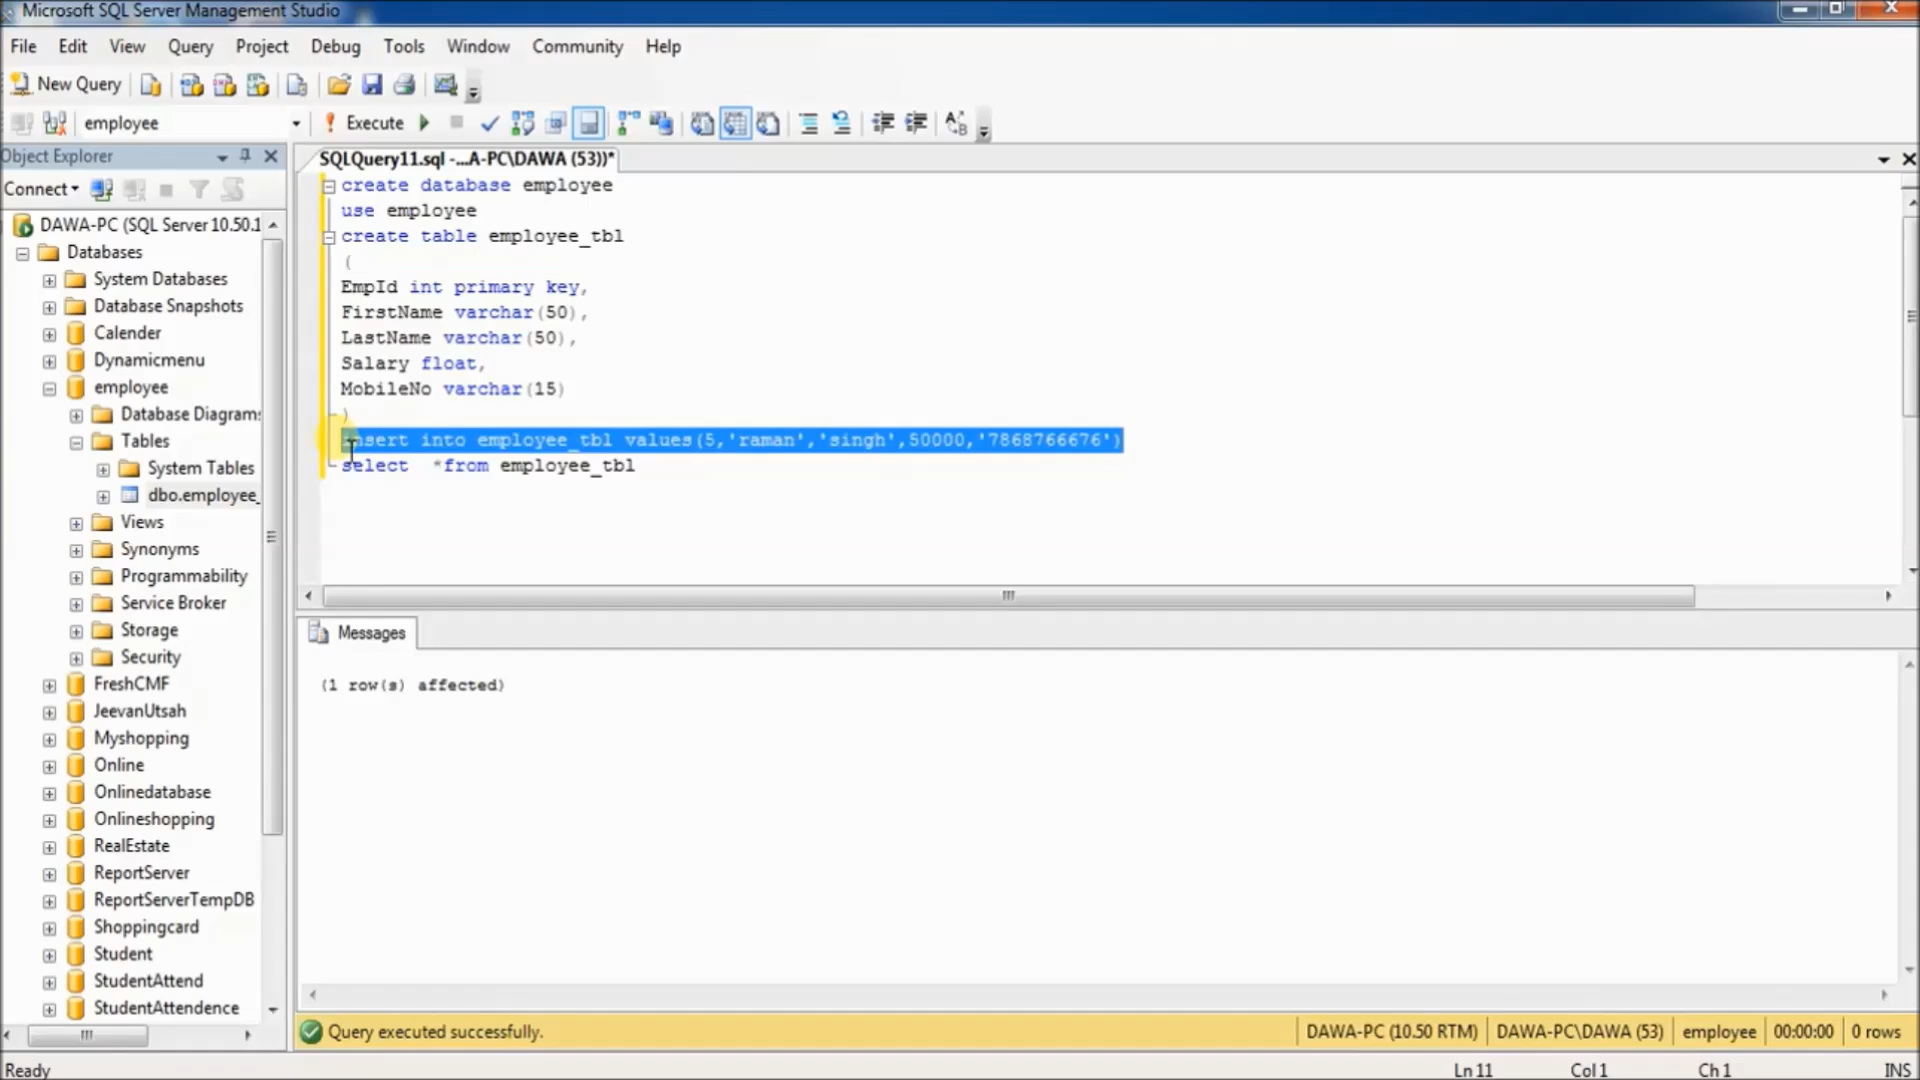 Microsoft SQL Server Management Studio
File Edit View Query Project Debug Tools Window Community Help
New Query
employee
Execute
Object Explorer
SQLQuery11.sql -...A-PC\DAWA (53))*
Connect
DAWA-PC (SQL Server 10.50.1
Databases
System Databases
Database Snapshots
Calender
Dynamicmenu
employee
Database Diagrams
Tables
System Tables
dbo.employee_
Views
Synonyms
Programmability
Service Broker
Storage
Security
FreshCMF
JeevanUtsah
Myshopping
Online
Onlinedatabase
Onlineshopping
RealEstate
ReportServer
ReportServerTempDB
Shoppingcard
Student
StudentAttend
StudentAttendence
create database employee
use employee
create table employee_tbl
(
EmpId int primary key,
FirstName varchar(50),
LastName varchar(50),
Salary float,
MobileNo varchar(15)
)
insert into employee_tbl values(5,'raman','singh',50000,'7868766676')
select *from employee_tbl
Messages
(1 row(s) affected)
Query executed successfully.
DAWA-PC (10.50 RTM) DAWA-PC\DAWA (53) employee 00:00:00 0 rows
Ready Ln 11 Col 1 Ch 1 INS